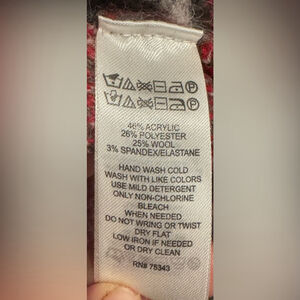 46% ACRYLIC
26% POLYESTER
25% WOOL
3% SPANDEX/ELASTANE
HAND WASH COLD
WASH WITH LIKE COLORS
USE MILD DETERGENT
ONLY NON-CHLORINE
BLEACH
WHEN NEEDED
DO NOT WRING OR TWIST
DRY FLAT
LOW IRON IF NEEDED
OR DRY CLEAN
RN# 75343